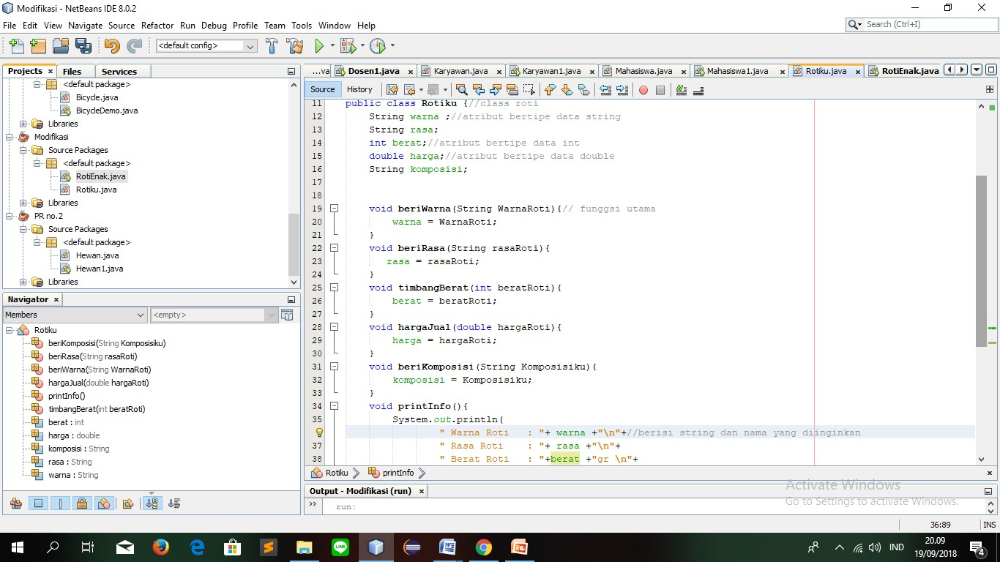 Modifikasi - NetBeans IDE 8.0.2
File Edit View Navigate Source Refactor Run Debug Profile Team Tools Window Help
Search (Ctrl+I)
<default config>
Projects Files Services
<default package>
Bicycle.java
BicycleDemo.java
Libraries
Modifikasi
Source Packages
<default package>
RotiEnak.java
Rotiku.java
Libraries
PR no.2
Source Packages
<default package>
Hewan.java
Hewan1.java
Libraries
Navigator
Members
<empty>
Rotiku
beriKomposisi(String Komposisiku)
beriRasa(String rasaRoti)
beriWarna(String WarnaRoti)
hargaJual(double hargaRoti)
printInfo()
timbangBerat(int beratRoti)
berat : int
harga : double
komposisi : String
rasa : String
warna : String
...va Dosen1.java Karyawan.java Karyawan1.java Mahasiswa.java Mahasiswa1.java Rotiku.java RotiEnak.java
Source History
11 public class Rotiku {//class roti
12 String warna ;//atribut bertipe data string
13 String rasa;
14 int berat;//atribut bertipe data int
15 double harga;//atribut bertipe data double
16 String komposisi;
17
18
19 void beriWarna(String WarnaRoti){// funggsi utama
20 warna = WarnaRoti;
21 }
22 void beriRasa(String rasaRoti){
23 rasa = rasaRoti;
24 }
25 void timbangBerat(int beratRoti){
26 berat = beratRoti;
27 }
28 void hargaJual(double hargaRoti){
29 harga = hargaRoti;
30 }
31 void beriKomposisi(String Komposisiku){
32 komposisi = Komposisiku;
33 }
34 void printInfo(){
35 System.out.println(
" Warna Roti : "+ warna +"\n"+//berisi string dan nama yang diinginkan
37 " Rasa Roti : "+ rasa +"\n"+
38 " Berat Roti : "+berat +"gr \n"+
Rotiku printInfo
Output - Modifikasi (run)
run:
Activate Windows
Go to Settings to activate Windows.
36:89 INS
IND
20.09
19/09/2018
4